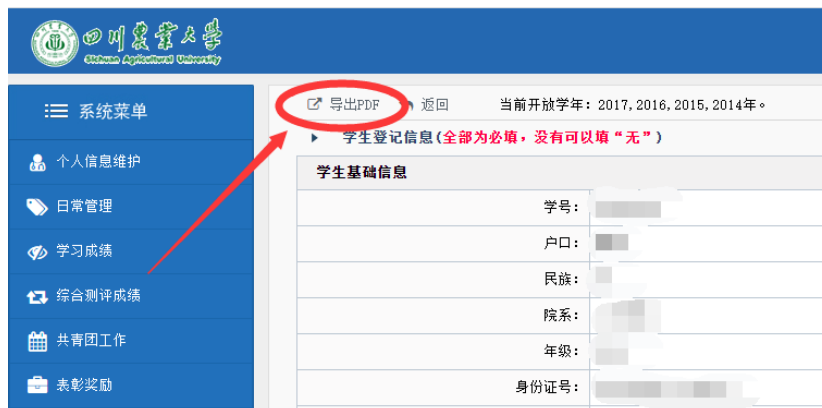 四川农业大学
Sichuan Agricultural University
系统菜单
个人信息维护
日常管理
学习成绩
综合测评成绩
共青团工作
表彰奖励
导出PDF 返回 当前开放学年：2017,2016,2015,2014年。
学生登记信息(全部为必填，没有可以填“无”)
学生基础信息
学号：
户口：
民族：
院系：
年级：
身份证号：